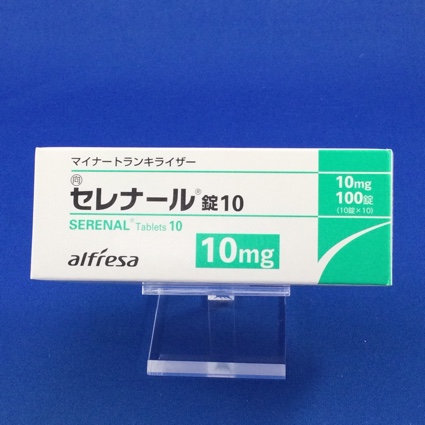 マイナートランキライザー
㊢ セレナール®錠10
SERENAL® Tablets 10
10mg
alfresa
10mg
100錠
(10錠×10)